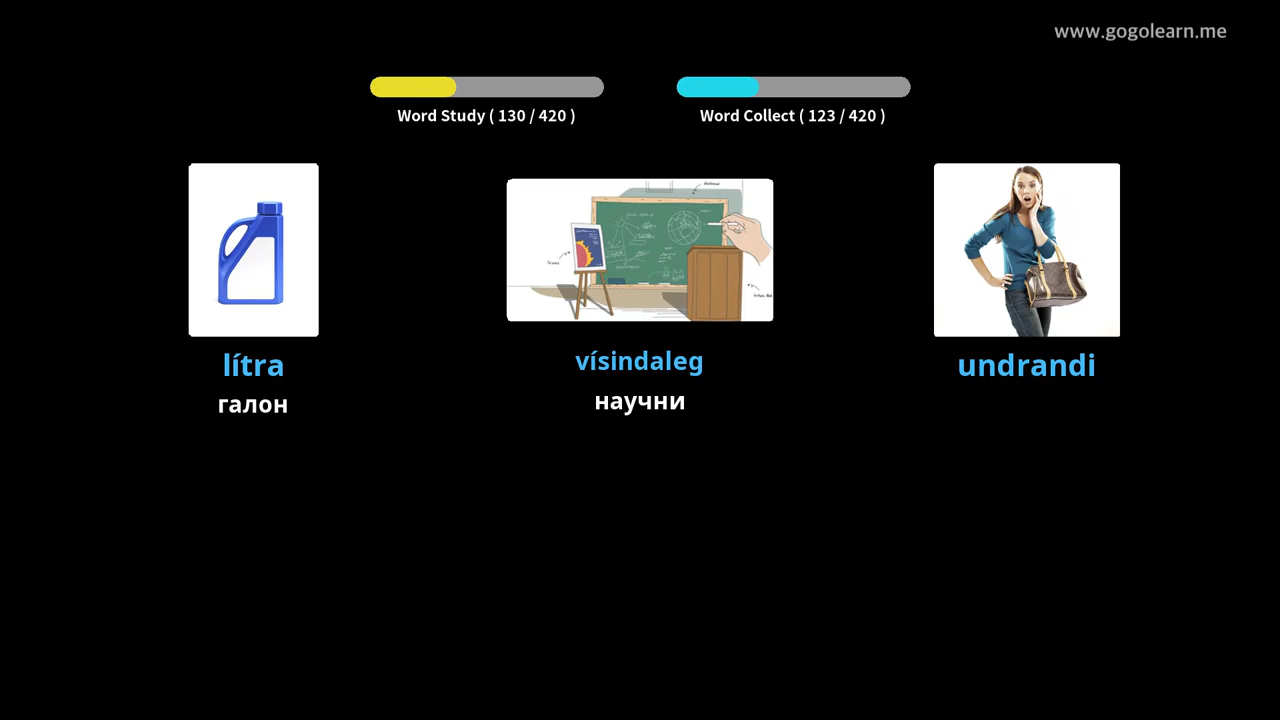 www.gogolearn.me
Word Study ( 130 / 420 )
Word Collect ( 123 / 420 )
lítra
галон
vísindaleg
научни
undrandi